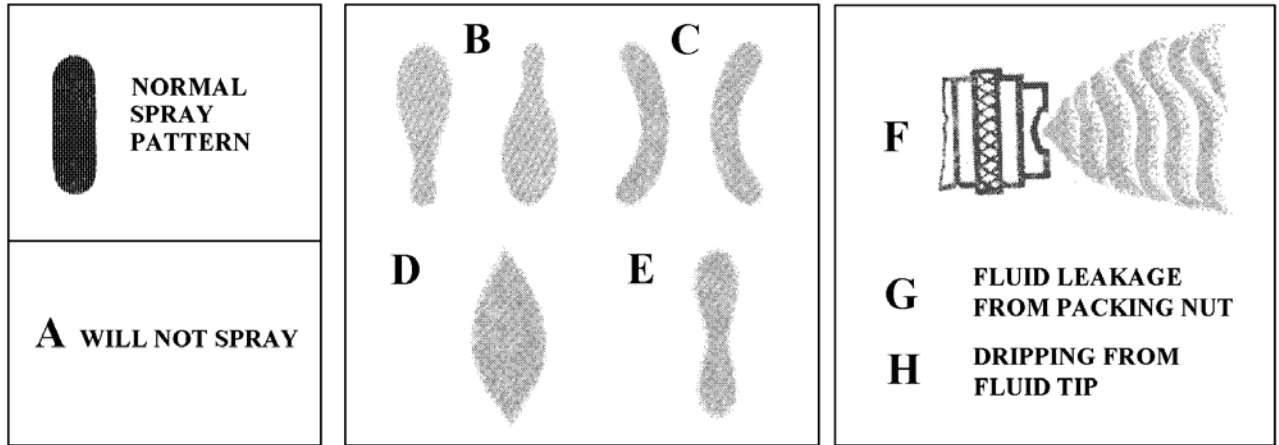 NORMAL
SPRAY
PATTERN
A WILL NOT SPRAY
B
C
D
E
F
G FLUID LEAKAGE
FROM PACKING NUT
H DRIPPING FROM
FLUID TIP